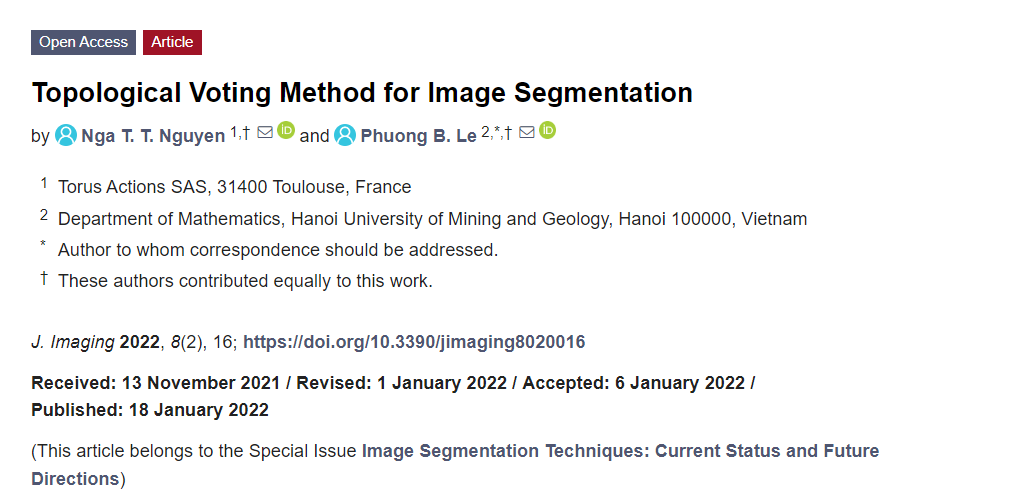 Open Access Article
Topological Voting Method for Image Segmentation
by Nga T. T. Nguyen 1,† iD and Phuong B. Le 2,*,† iD
1 Torus Actions SAS, 31400 Toulouse, France
2 Department of Mathematics, Hanoi University of Mining and Geology, Hanoi 100000, Vietnam
* Author to whom correspondence should be addressed.
† These authors contributed equally to this work.
J. Imaging 2022, 8(2), 16; https://doi.org/10.3390/jimaging8020016
Received: 13 November 2021 / Revised: 1 January 2022 / Accepted: 6 January 2022 /
Published: 18 January 2022
(This article belongs to the Special Issue Image Segmentation Techniques: Current Status and Future
Directions)